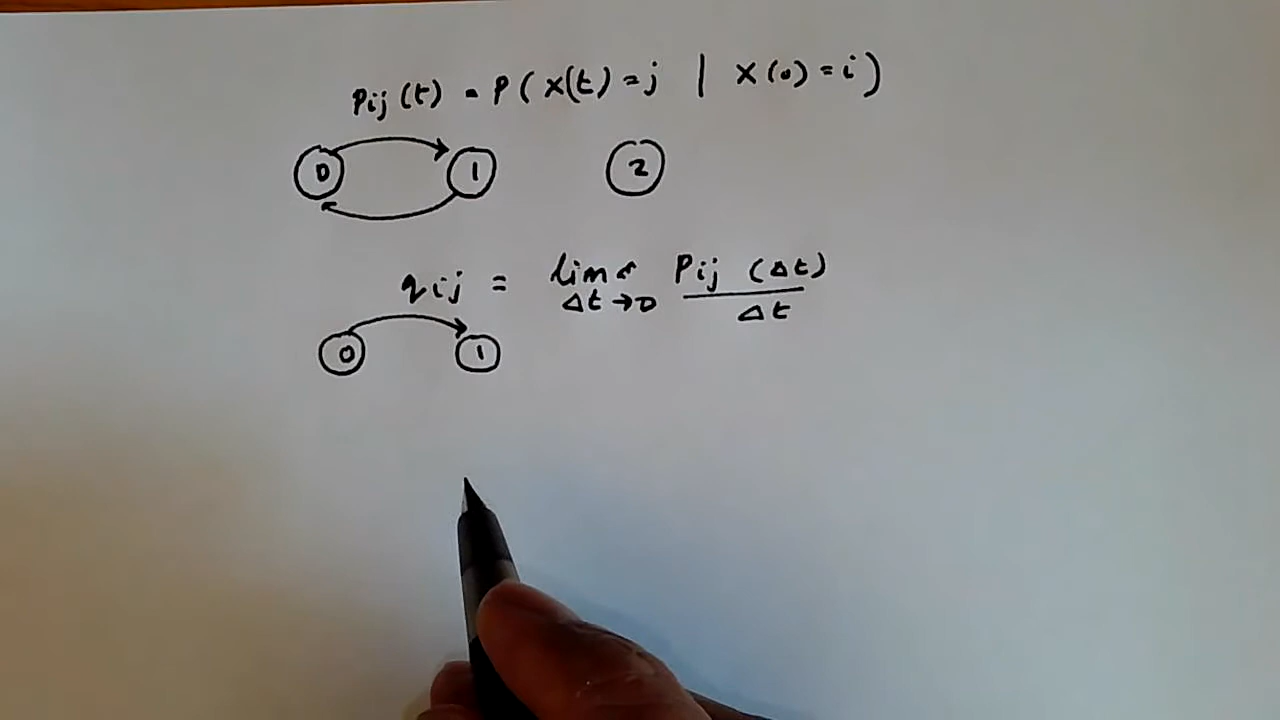 Pij (t) = P ( X(t) = j | X(0) = i )
0 1 2
qij = lim Pij (Δt)
Δt → 0 Δt
0 1